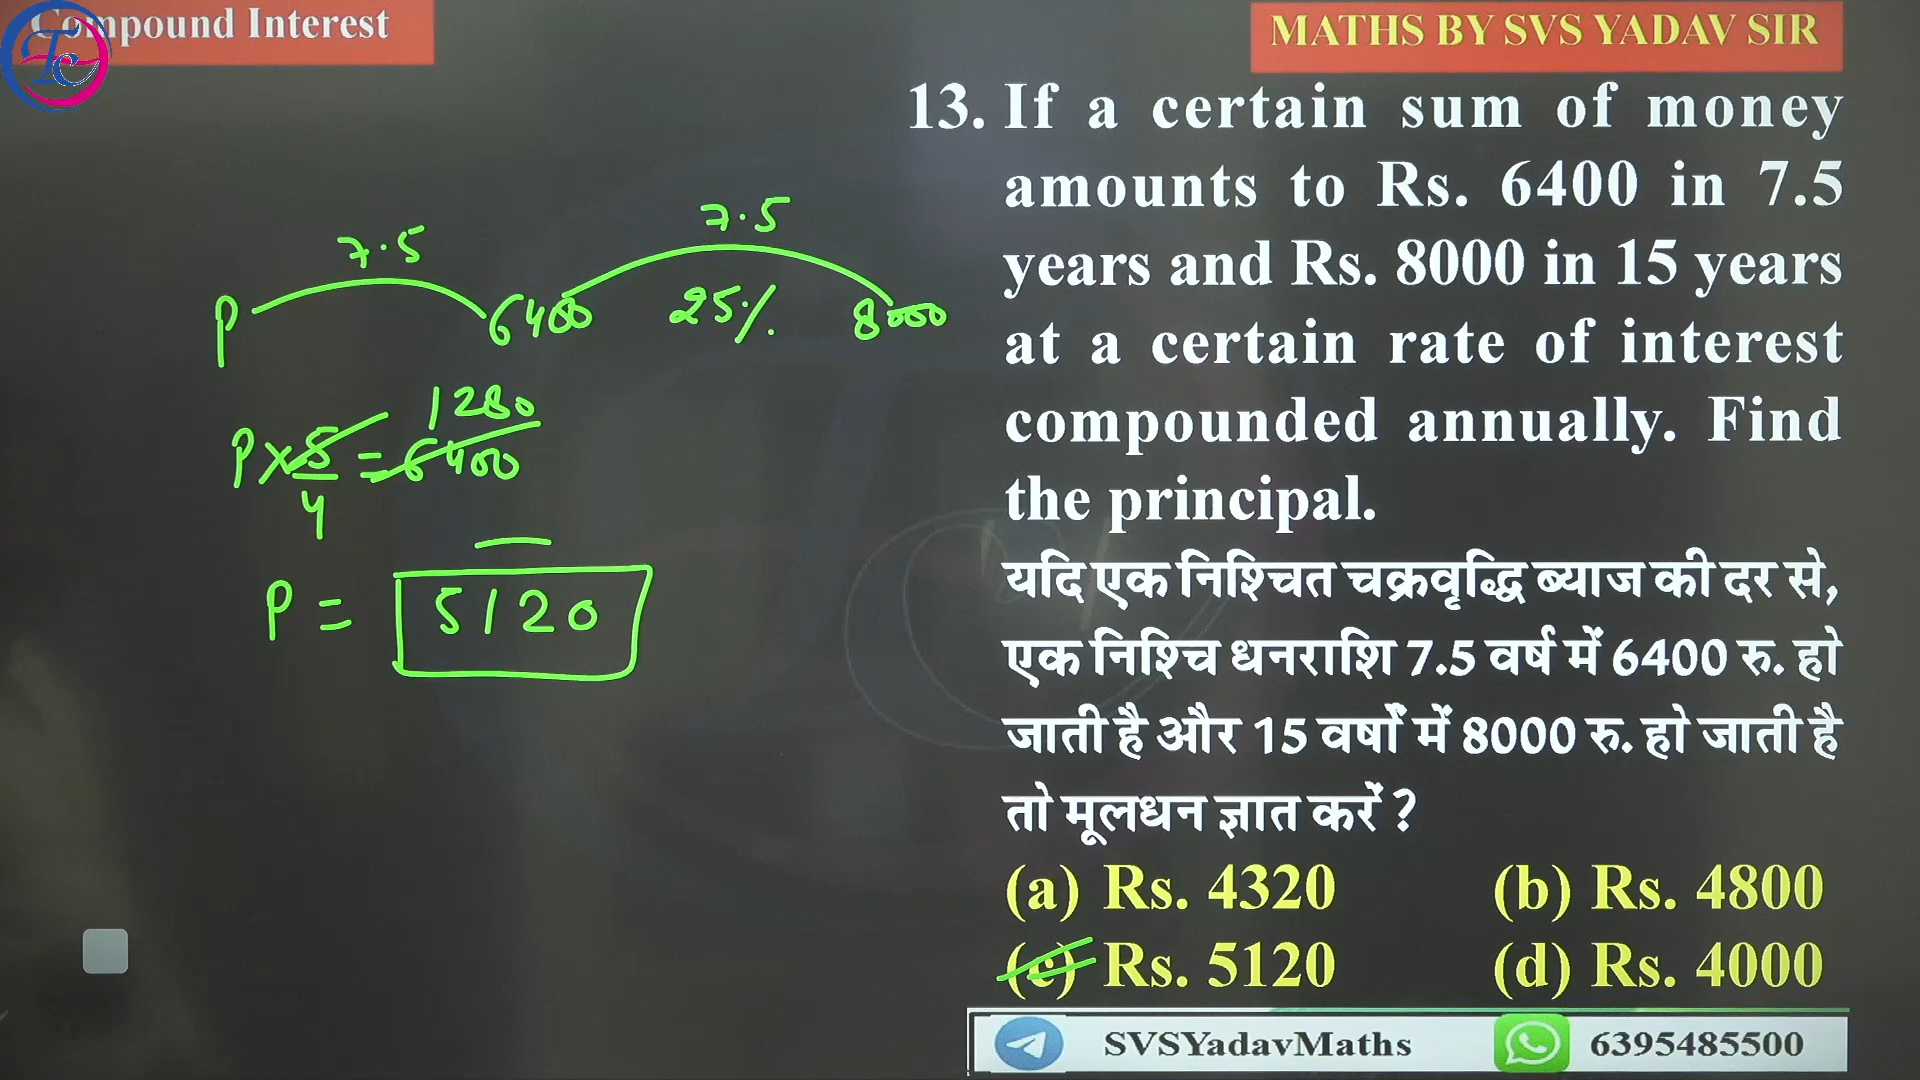 Compound Interest
MATHS BY SVS YADAV SIR
13. If a certain sum of money
amounts to Rs. 6400 in 7.5
years and Rs. 8000 in 15 years
at a certain rate of interest
compounded annually. Find
the principal.
यदि एक निश्चित चक्रवृद्धि ब्याज की दर से,
एक निश्चि धनराशि 7.5 वर्ष में 6400 रु. हो
जाती है और 15 वर्षों में 8000 रु. हो जाती है
तो मूलधन ज्ञात करें ?
(a) Rs. 4320 (b) Rs. 4800
(c) Rs. 5120 (d) Rs. 4000
7.5 7.5
P 6400 25% 8000
1280
P × 5/4 = 6400
P = 5120
SVSYadavMaths 6395485500
TC